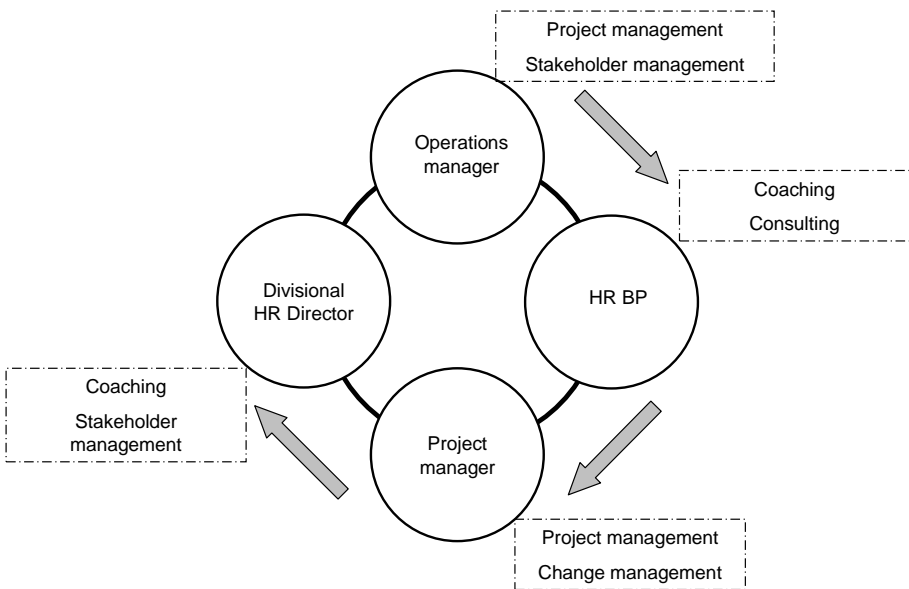 Project management
Stakeholder management
Operations
manager
Coaching
Consulting
Divisional
HR Director
HR BP
Coaching
Stakeholder
management
Project
manager
Project management
Change management